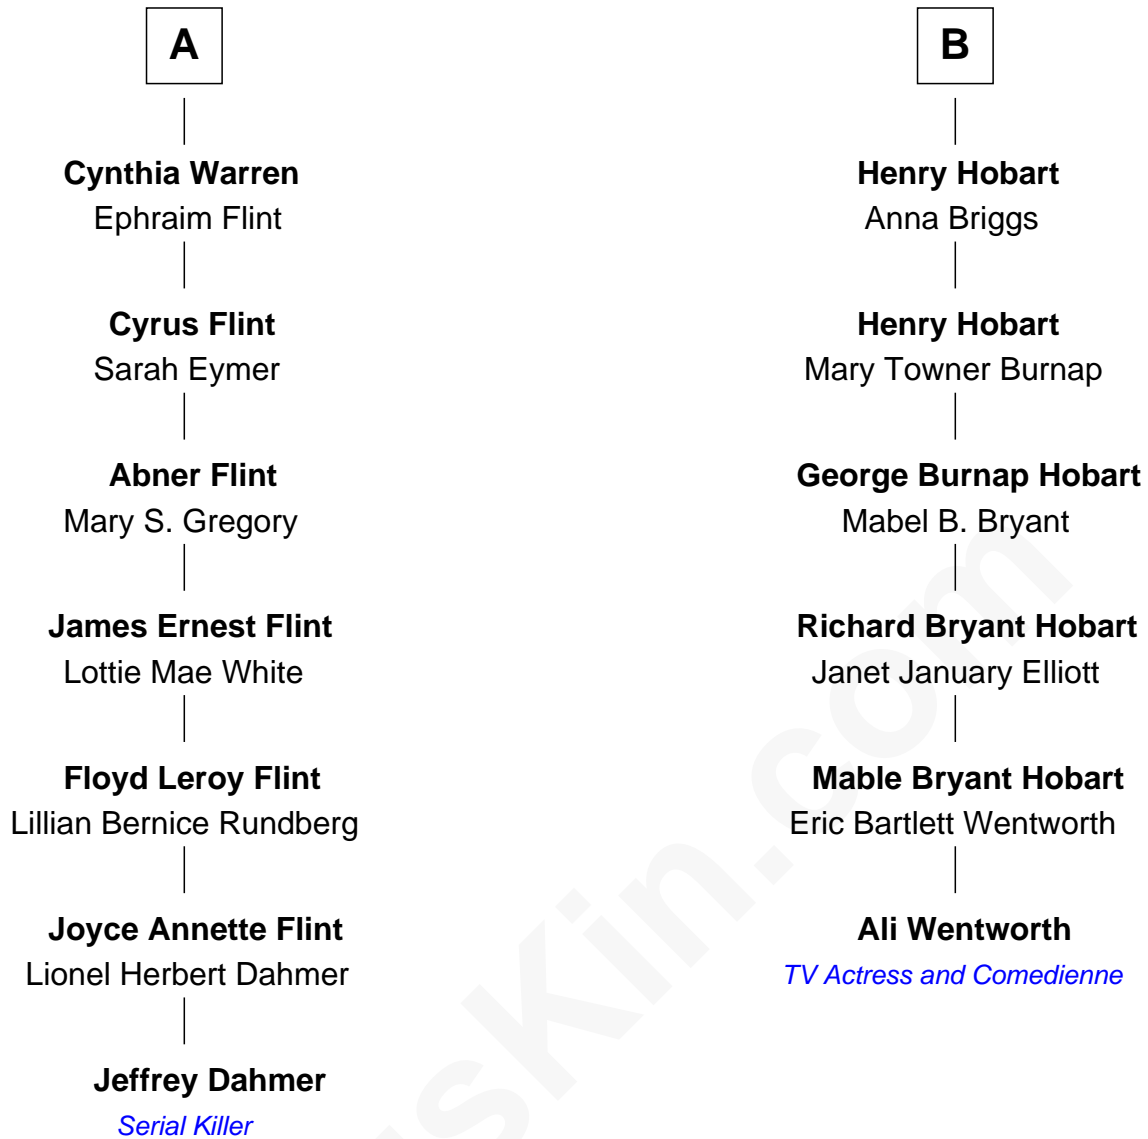 A
Cynthia Warren
Ephraim Flint
Cyrus Flint
Sarah Eymer
Abner Flint
Mary S. Gregory
James Ernest Flint
Lottie Mae White
Floyd Leroy Flint
Lillian Bernice Rundberg
Joyce Annette Flint
Lionel Herbert Dahmer
Jeffrey Dahmer
Serial Killer
B
Henry Hobart
Anna Briggs
Henry Hobart
Mary Towner Burnap
George Burnap Hobart
Mabel B. Bryant
Richard Bryant Hobart
Janet January Elliott
Mable Bryant Hobart
Eric Bartlett Wentworth
Ali Wentworth
TV Actress and Comedienne